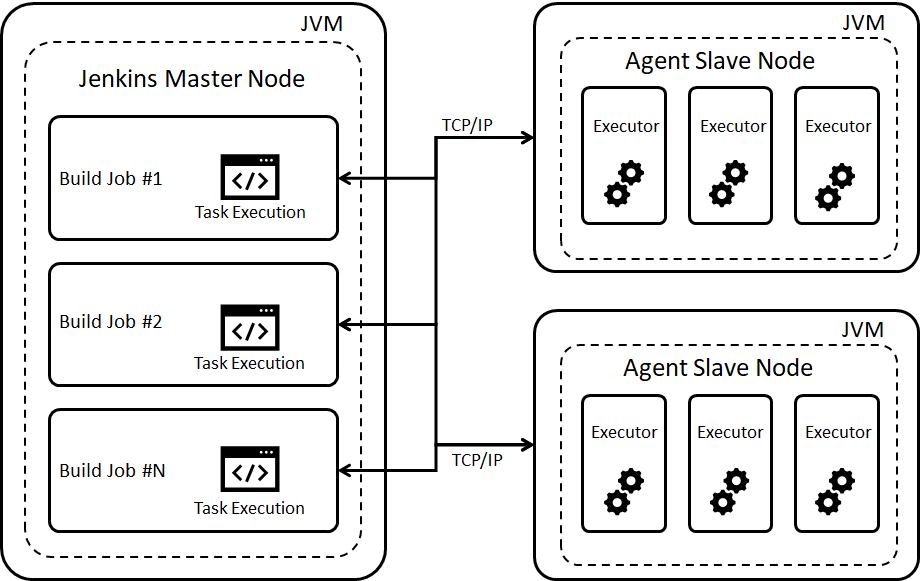 JVM
Jenkins Master Node
Build Job #1
Task Execution
Build Job #2
Task Execution
Build Job #N
Task Execution
TCP/IP
TCP/IP
JVM
Agent Slave Node
Executor
Executor
Executor
JVM
Agent Slave Node
Executor
Executor
Executor